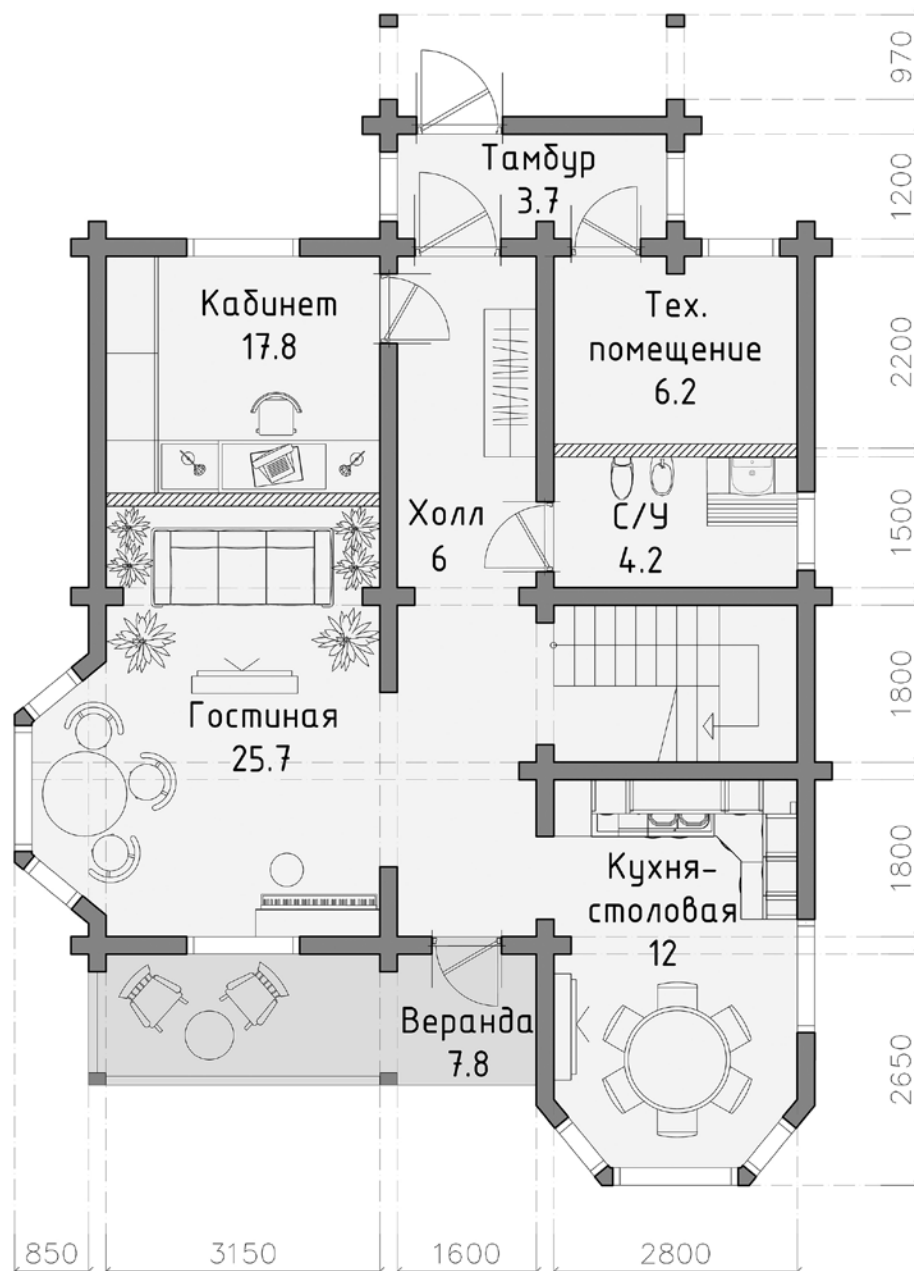 970
Тамбур
3.7
1200
Кабинет
17.8
Тех.
помещение
6.2
2200
Холл
6
С/У
4.2
1500
Гостиная
25.7
1800
Кухня-
столовая
12
1800
Веранда
7.8
2650
850
3150
1600
2800